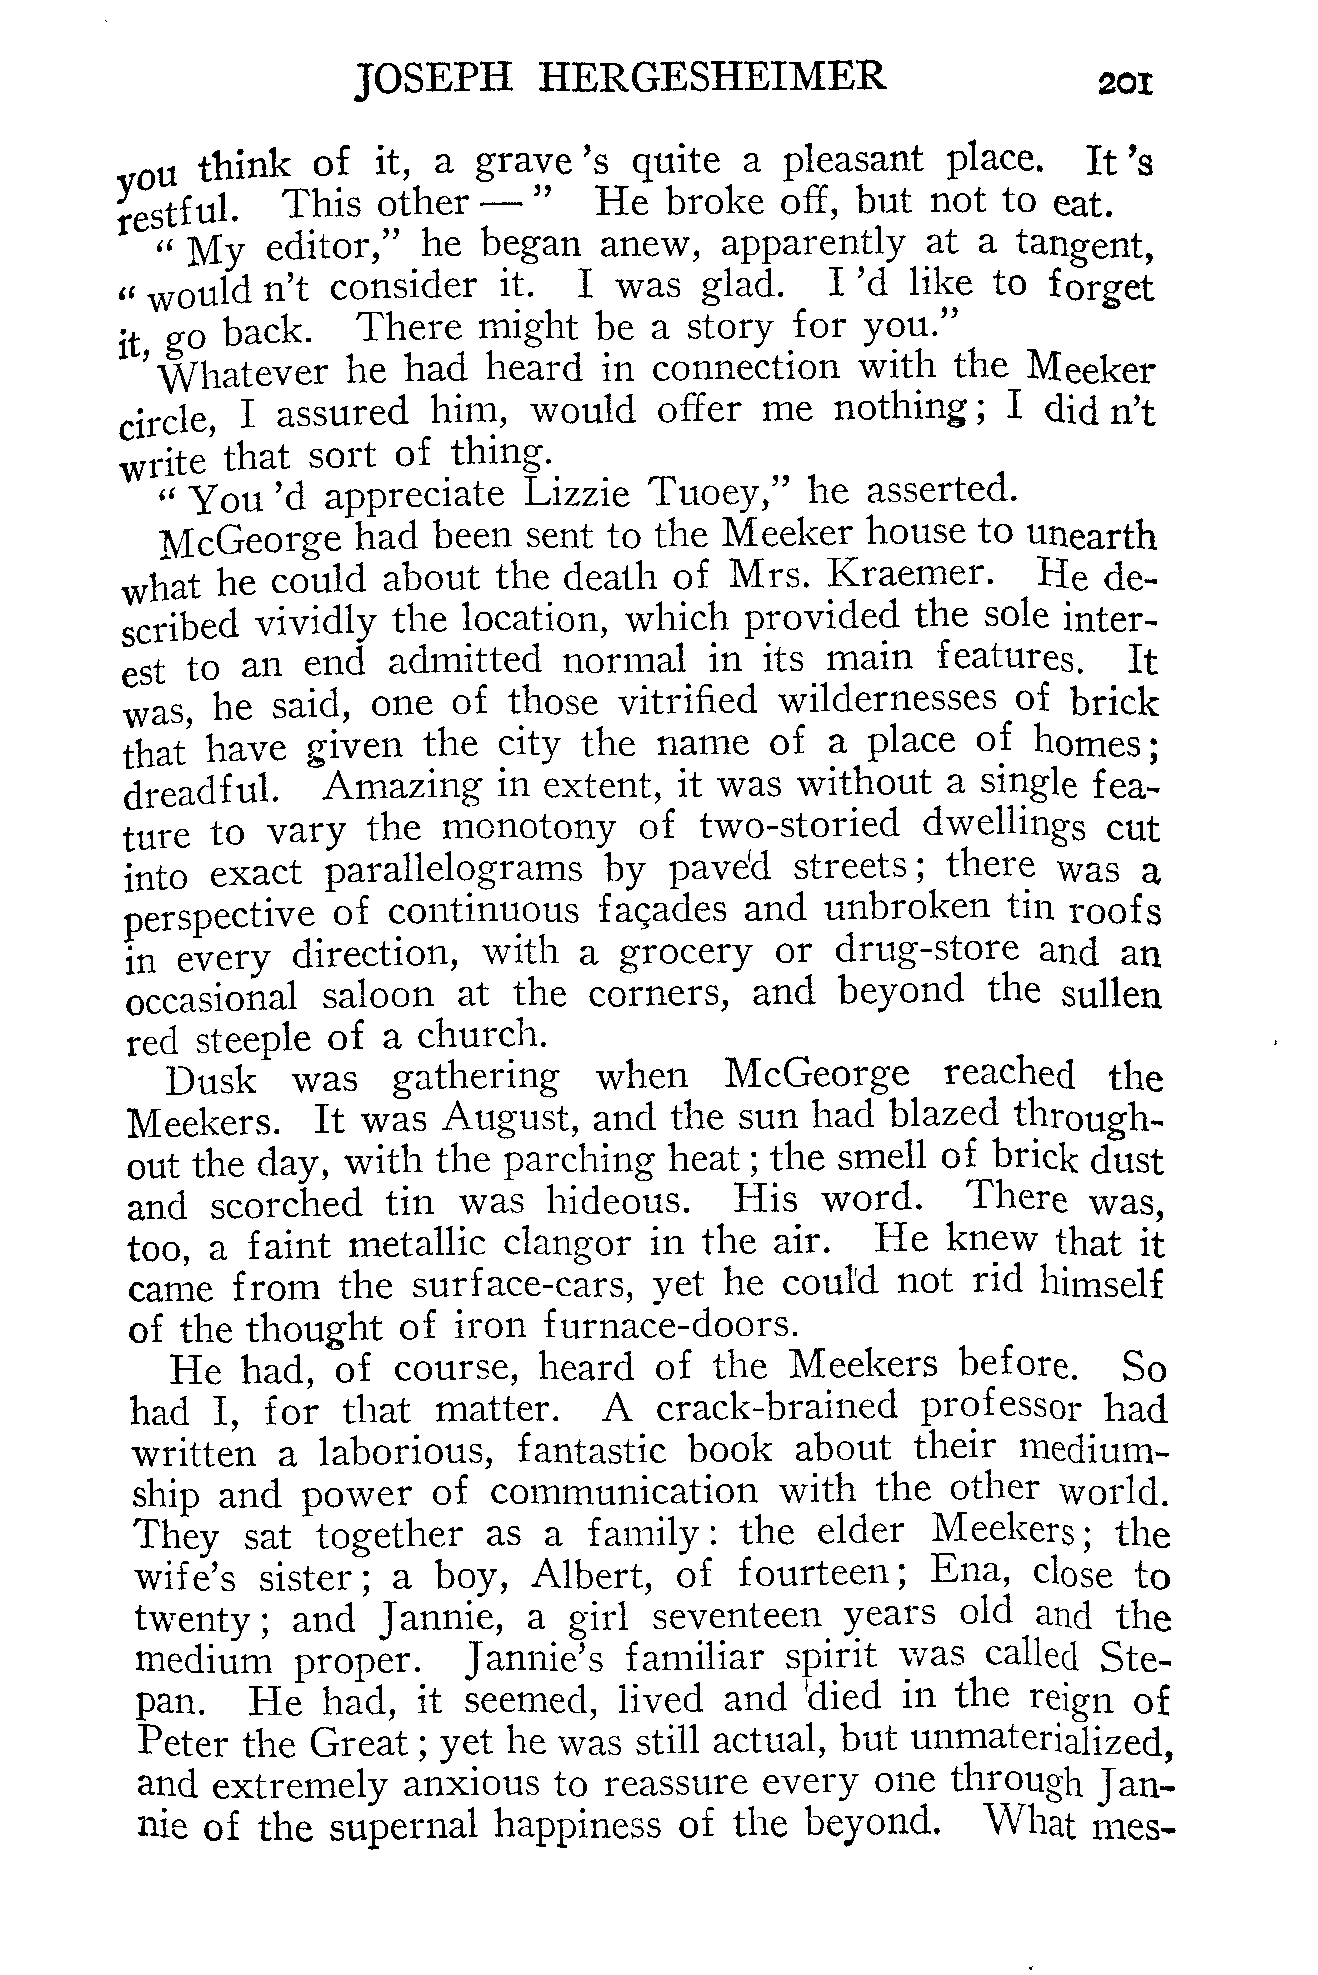 JOSEPH HERGESHEIMER 201
you think of it, a grave 's quite a pleasant place. It 's
restful. This other — " He broke off, but not to eat.
" My editor," he began anew, apparently at a tangent,
" would n't consider it. I was glad. I 'd like to forget
it, go back. There might be a story for you."
Whatever he had heard in connection with the Meeker
circle, I assured him, would offer me nothing; I did n't
write that sort of thing.
" You 'd appreciate Lizzie Tuoey," he asserted.
McGeorge had been sent to the Meeker house to unearth
what he could about the death of Mrs. Kraemer. He de-
scribed vividly the location, which provided the sole inter-
est to an end admitted normal in its main features. It
was, he said, one of those vitrified wildernesses of brick
that have given the city the name of a place of homes;
dreadful. Amazing in extent, it was without a single fea-
ture to vary the monotony of two-storied dwellings cut
into exact parallelograms by paved streets; there was a
perspective of continuous façades and unbroken tin roofs
in every direction, with a grocery or drug-store and an
occasional saloon at the corners, and beyond the sullen
red steeple of a church.
Dusk was gathering when McGeorge reached the
Meekers. It was August, and the sun had blazed through-
out the day, with the parching heat; the smell of brick dust
and scorched tin was hideous. His word. There was,
too, a faint metallic clangor in the air. He knew that it
came from the surface-cars, yet he could not rid himself
of the thought of iron furnace-doors.
He had, of course, heard of the Meekers before. So
had I, for that matter. A crack-brained professor had
written a laborious, fantastic book about their medium-
ship and power of communication with the other world.
They sat together as a family: the elder Meekers; the
wife's sister; a boy, Albert, of fourteen; Ena, close to
twenty; and Jannie, a girl seventeen years old and the
medium proper. Jannie's familiar spirit was called Ste-
pan. He had, it seemed, lived and died in the reign of
Peter the Great; yet he was still actual, but unmaterialized,
and extremely anxious to reassure every one through Jan-
nie of the supernal happiness of the beyond. What mes-